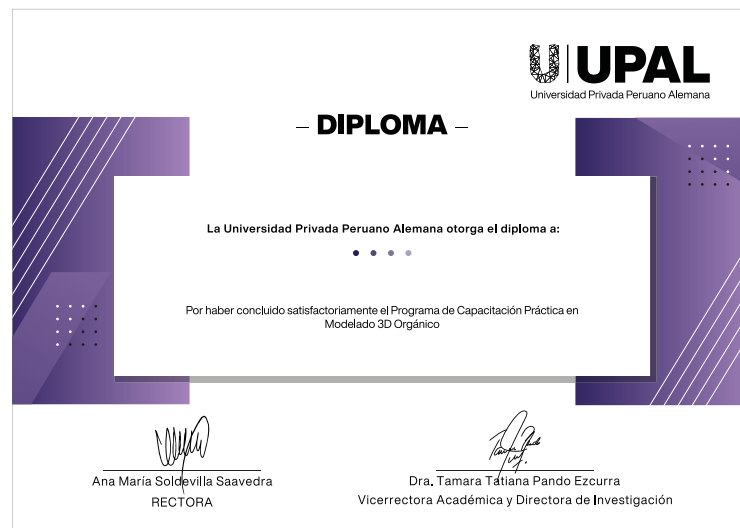 UPAL
Universidad Privada Peruano Alemana
– DIPLOMA –
La Universidad Privada Peruano Alemana otorga el diploma a:
Por haber concluido satisfactoriamente el Programa de Capacitación Práctica en
Modelado 3D Orgánico
Ana María Soldevilla Saavedra
RECTORA
Dra. Tamara Tatiana Pando Ezcurra
Vicerrectora Académica y Directora de Investigación